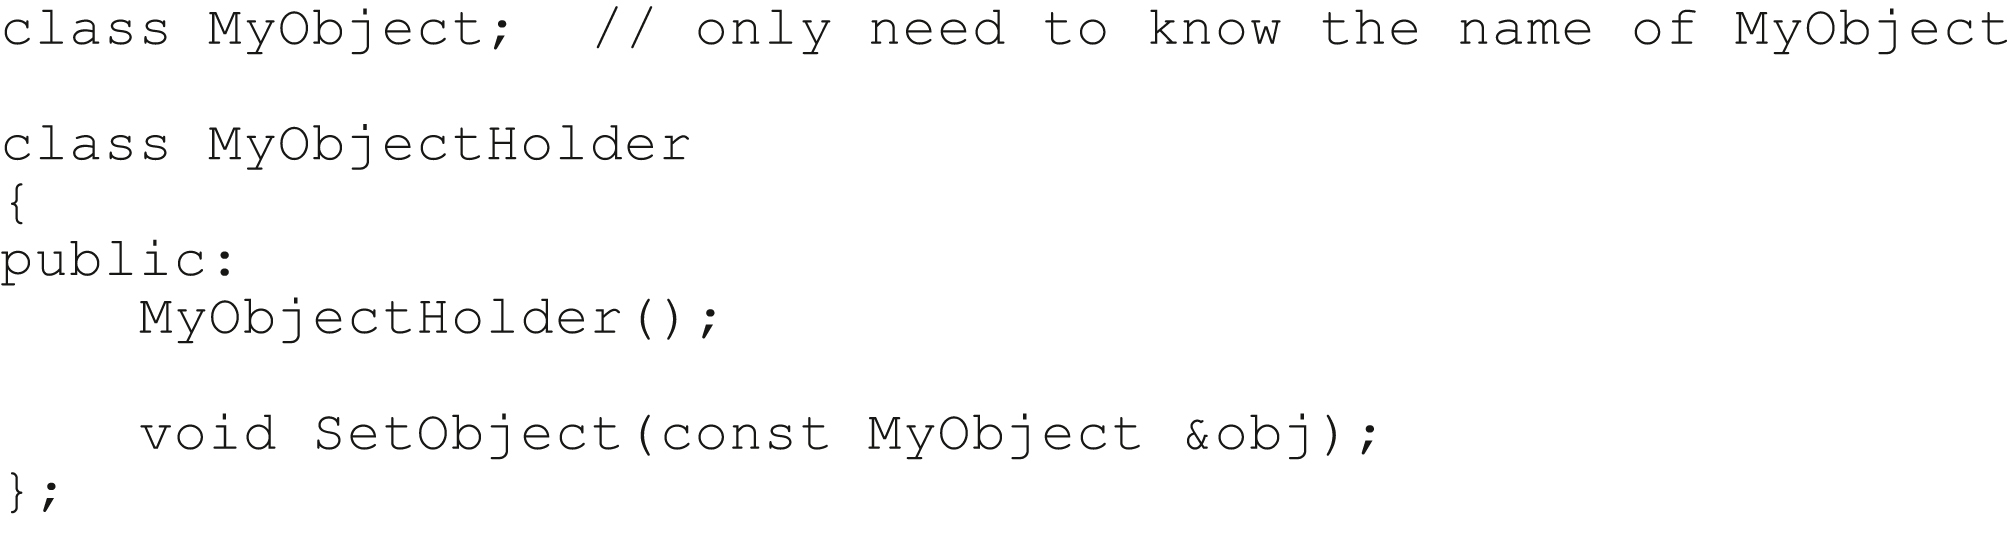 class MyObject;  // only need to know the name of MyObject
class MyObjectHolder
{
public:
    MyObjectHolder();
    void SetObject(const MyObject &obj);
};